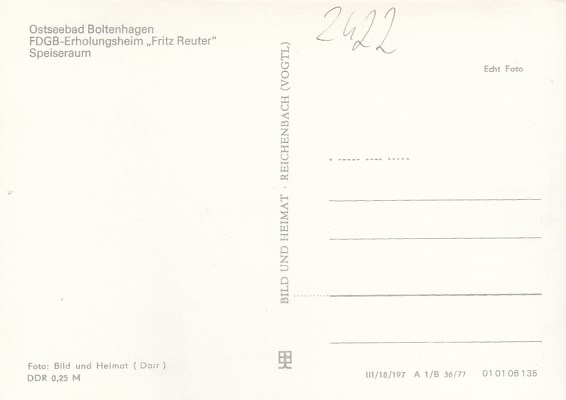 Ostseebad Boltenhagen
FDGB-Erholungsheim „Fritz Reuter“
Speiseraum
2422
Echt Foto
BILD UND HEIMAT · REICHENBACH (VOGTL)
Foto: Bild und Heimat (Darr)
DDR 0,25 M
III/18/197 A 1/B 36/77 01 01 06 135